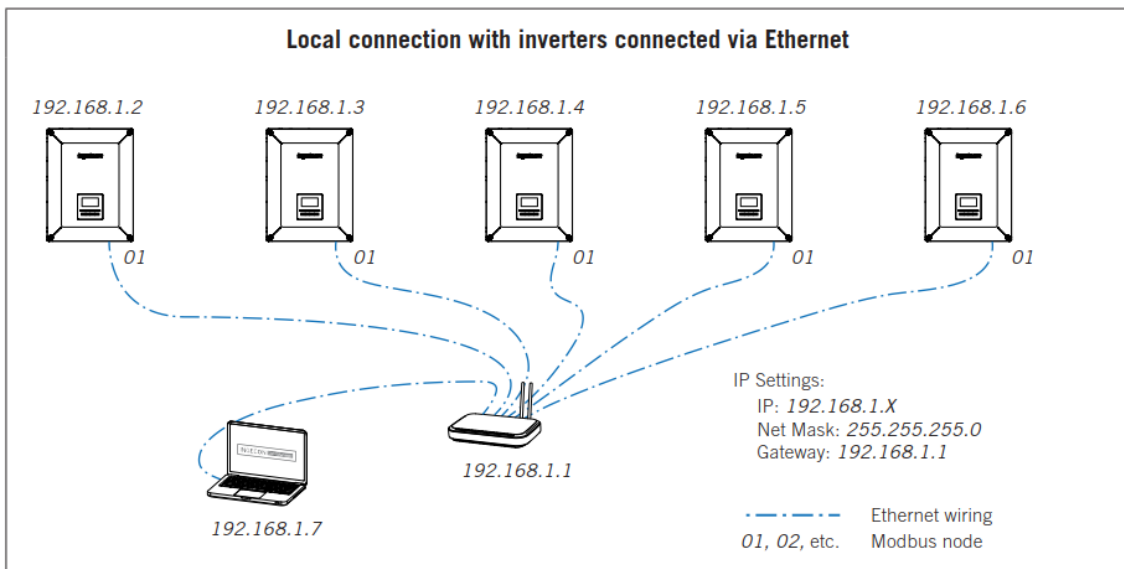 Local connection with inverters connected via Ethernet
192.168.1.2
192.168.1.3
192.168.1.4
192.168.1.5
192.168.1.6
01
01
01
01
01
192.168.1.1
192.168.1.7
IP Settings:
IP: 192.168.1.X
Net Mask: 255.255.255.0
Gateway: 192.168.1.1
Ethernet wiring
01, 02, etc. Modbus node